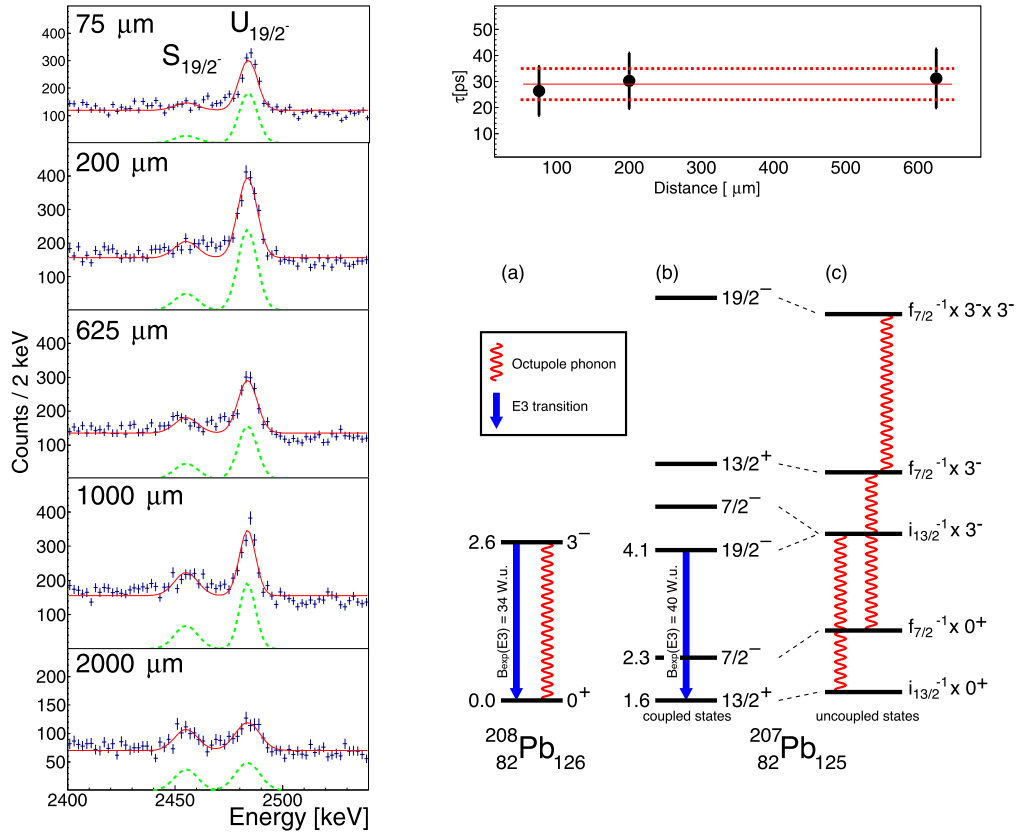 75 μm
S19/2-
U19/2-
400
300
200
100
200 μm
400
300
200
100
625 μm
400
300
200
100
1000 μm
400
300
200
100
2000 μm
200
150
100
50
2400
2450
2500
Counts / 2 keV
Energy [keV]
50
40
30
20
10
τ[ps]
100
200
300
400
500
600
Distance [ μm]
(a)
(b)
(c)
Octupole phonon
E3 transition
2.6
3−
Bexp(E3) = 34 W.u.
0.0
0+
208
82Pb126
19/2−
13/2+
7/2−
4.1
19/2−
Bexp(E3) = 40 W.u.
2.3
7/2−
1.6
13/2+
coupled states
f7/2-1x 3-x 3-
f7/2-1x 3-
i13/2-1x 3-
f7/2-1x 0+
i13/2-1x 0+
uncoupled states
207
82Pb125